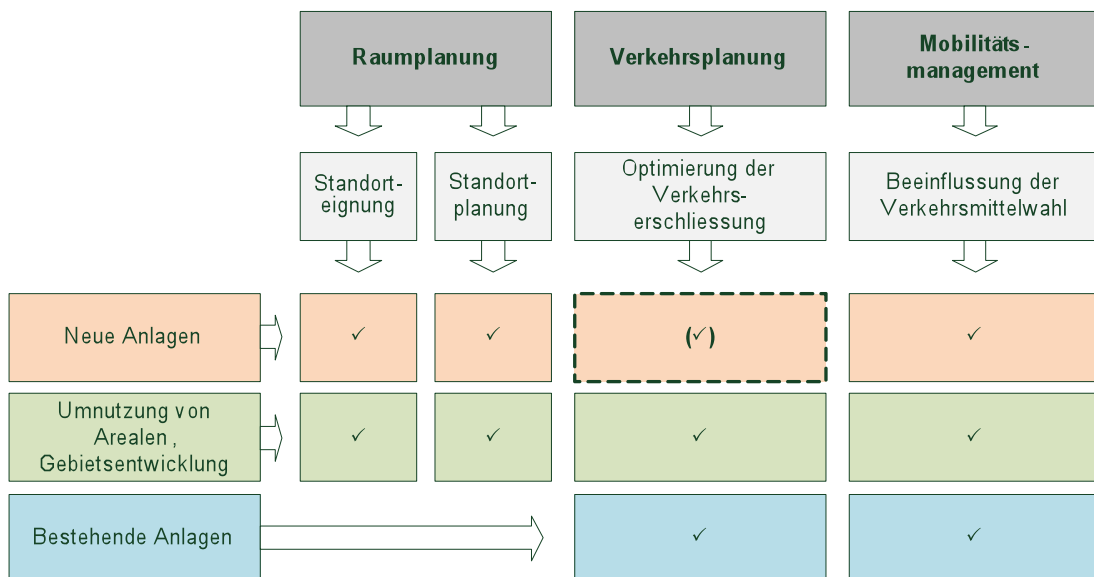 Raumplanung
Verkehrsplanung
Mobilitäts-
management
Standort-
eignung
Standort-
planung
Optimierung der
Verkehrs-
erschliessung
Beeinflussung der
Verkehrsmittelwahl
Neue Anlagen
✓
✓
(✓)
✓
Umnutzung von
Arealen,
Gebietsentwicklung
✓
✓
✓
✓
Bestehende Anlagen
✓
✓